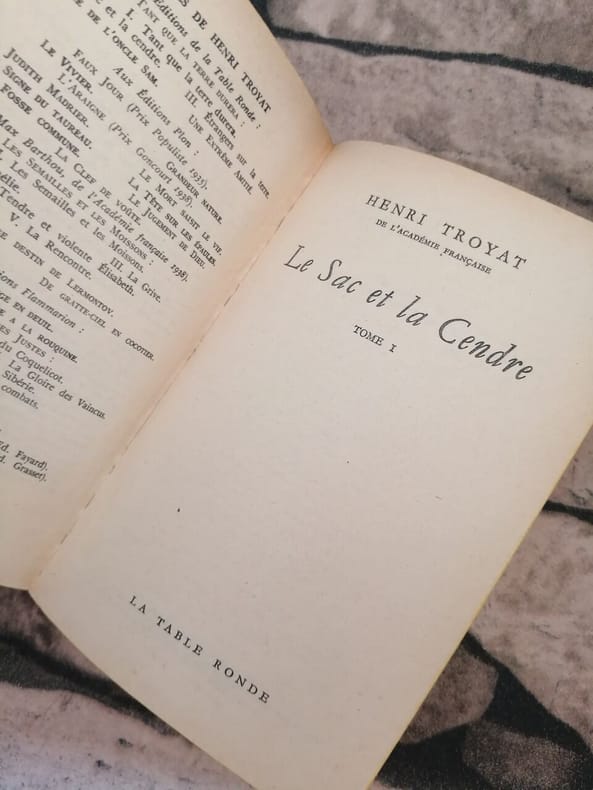 ES DE HENRI TROYAT
Éditions de la Table Ronde :
TANT QUE LA TERRE DURERA :
I. Tant que la terre durera.
et la cendre. III. Étrangers sur la terre.
DE L'ONCLE SAM. UNE EXTRÊME AMITIÉ.
Aux Éditions Plon :
FAUX JOUR (Prix Populiste 1935).
LE VIVIER. GRANDEUR NATURE.
L'ARAIGNE (Prix Goncourt 1938).
JUDITH MADRIER. LE MORT SAISIT LE VIF.
SIGNE DU TAUREAU. LA TÊTE SUR LES ÉPAULES.
LA CLEF DE VOÛTE. LE JUGEMENT DE DIEU.
FOSSE COMMUNE.
Max Barthou, de l'Académie française 1938).
LES SEMAILLES ET LES MOISSONS :
Les Semailles et les Moissons.
élie. III. La Grive.
Tendre et violente Élisabeth.
V. La Rencontre.
DESTIN DE LERMONTOV.
DE GRATTE-CIEL EN COCOTIER.
Flammarion :
EN DEUIL.
A LA ROUQUINE.
JUSTES :
du Coquelicot.
La Gloire des Vaincus.
Sibérie.
combats.
Éd. Fayard).
Grasset).
HENRI TROYAT
DE L'ACADÉMIE FRANÇAISE
Le Sac et la Cendre
TOME I
LA TABLE RONDE